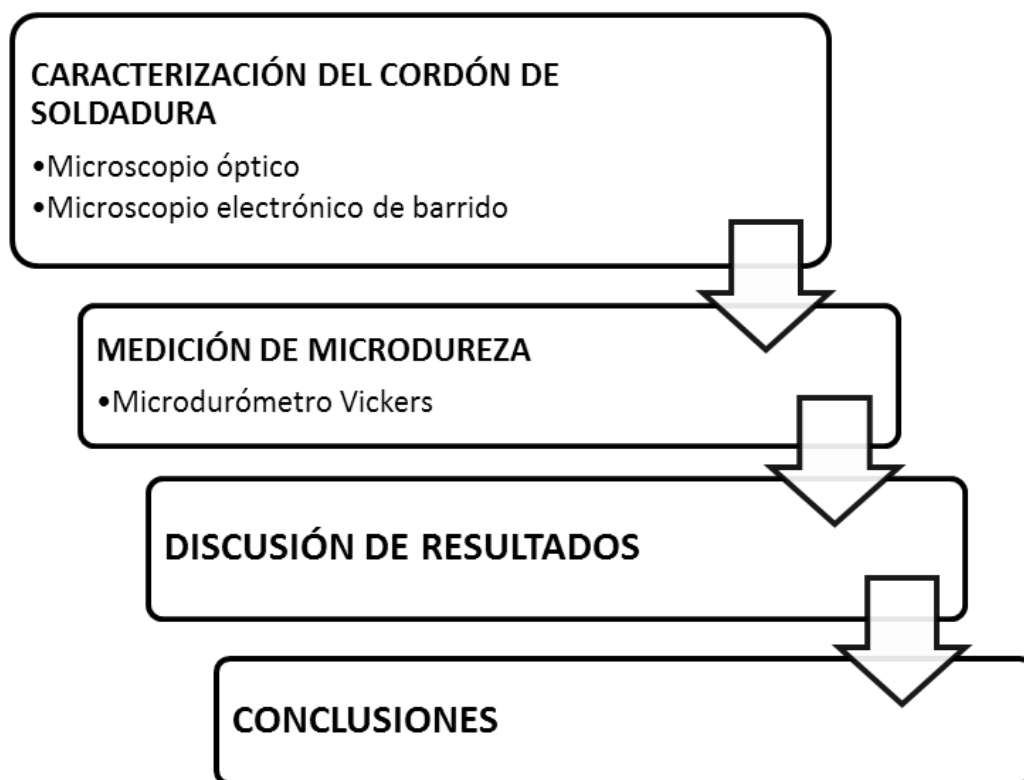 CARACTERIZACIÓN DEL CORDÓN DE
SOLDADURA
•Microscopio óptico
•Microscopio electrónico de barrido
MEDICIÓN DE MICRODUREZA
•Microdurómetro Vickers
DISCUSIÓN DE RESULTADOS
CONCLUSIONES